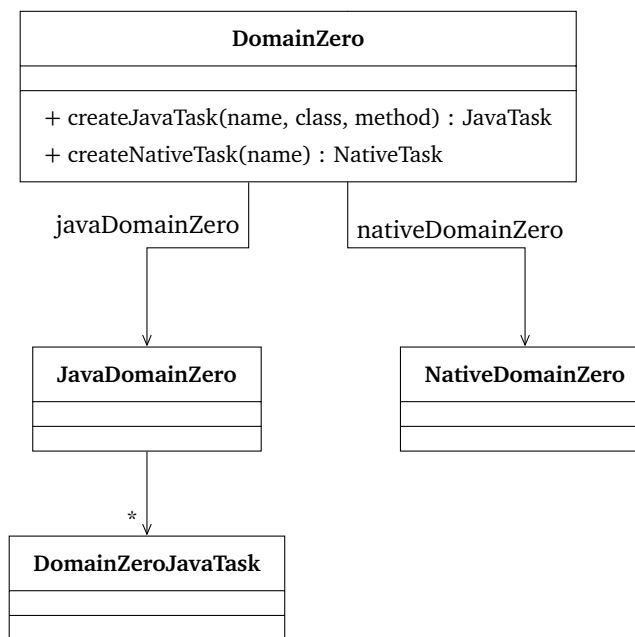 DomainZero
+ createJavaTask(name, class, method) : JavaTask
+ createNativeTask(name) : NativeTask
javaDomainZero
nativeDomainZero
JavaDomainZero
NativeDomainZero
*
DomainZeroJavaTask